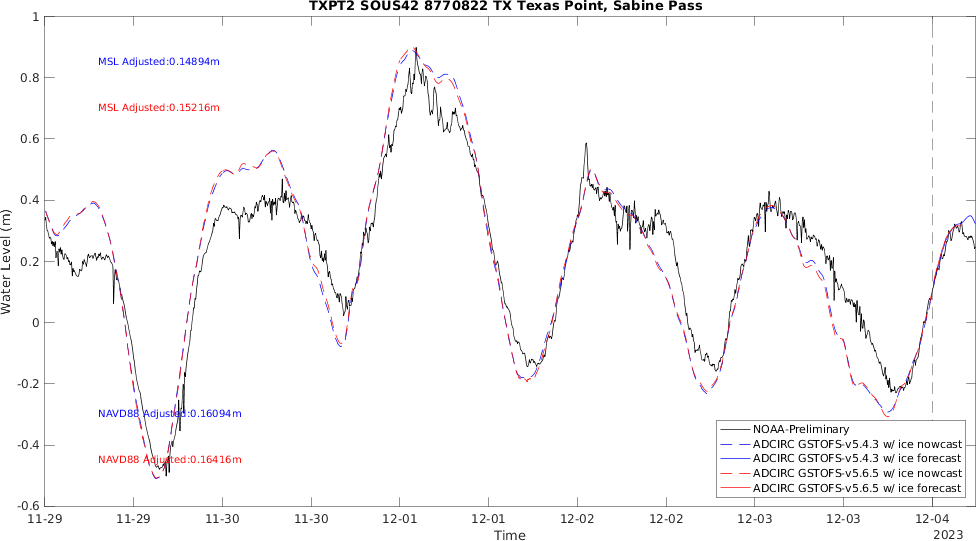 TXPT2 SOUS42 8770822 TX Texas Point, Sabine Pass
1
0.8
0.6
0.4
0.2
0
-0.2
-0.4
-0.6
Water Level (m)
MSL Adjusted:0.14894m
MSL Adjusted:0.15216m
NAVD88 Adjusted:0.16094m
NAVD88 Adjusted:0.16416m
NOAA-Preliminary
ADCIRC GSTOFS-v5.4.3 w/ ice nowcast
ADCIRC GSTOFS-v5.4.3 w/ ice forecast
ADCIRC GSTOFS-v5.6.5 w/ ice nowcast
ADCIRC GSTOFS-v5.6.5 w/ ice forecast
11-29 11-29 11-30 11-30 12-01 12-01 12-02 12-02 12-03 12-03 12-04
Time
2023